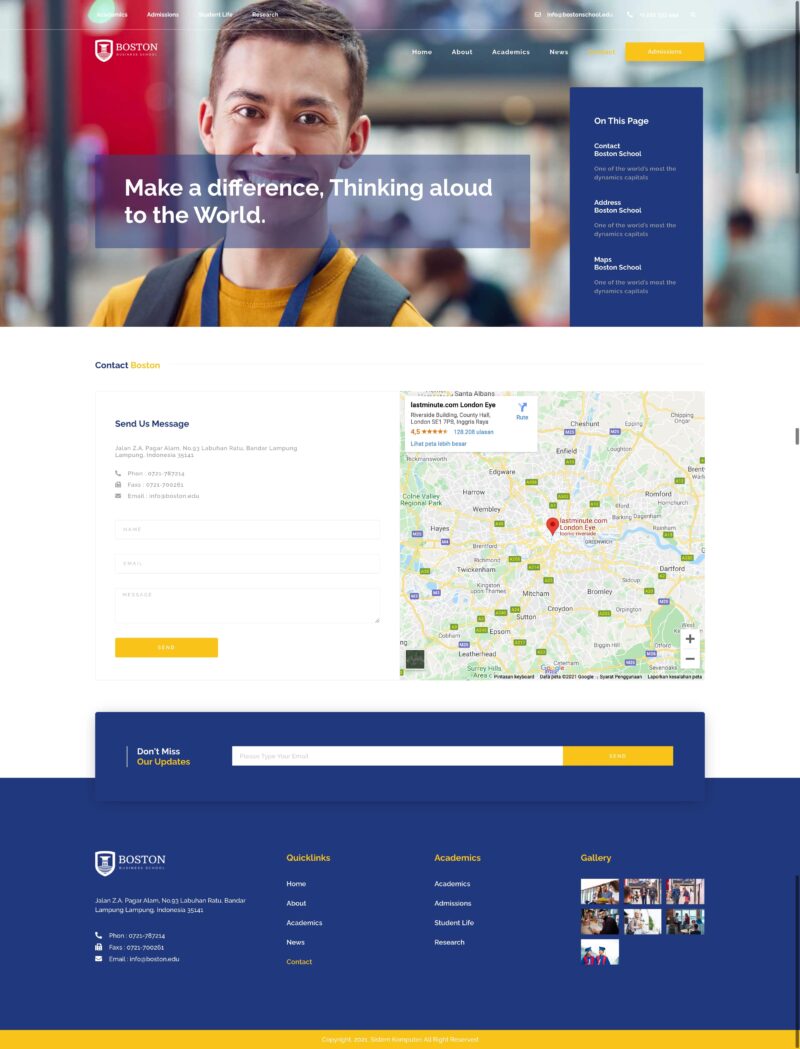 Academics Admissions Student Life Research
Info@bostonschool.edu
BOSTON
BUSINESS SCHOOL
Home About Academics News Contact Admissions
On This Page
Contact
Boston School
One of the world's most the
dynamics capitals
Address
Boston School
One of the world's most the
dynamics capitals
Maps
Boston School
One of the world's most the
dynamics capitals
Make a difference, Thinking aloud
to the World.
Contact Boston
Send Us Message
Jalan Z.A. Pagar Alam, No.93 Labuhan Ratu, Bandar Lampung
Lampung, Indonesia 35141
Phon : 0721-787214
Faxs : 0721-700261
Email : info@boston.edu
NAME
EMAIL
MESSAGE
SEND
Santa Albans
lastminute.com London Eye
Riverside Building, County Hall,
London SE1 7PB, Inggris Raya
4,5 128.208 ulasan
Lihat peta lebih besar
Rute
Cheshunt
Epping
Chipping
Ongar
Enfield
Rickmansworth
Edgware
Loughton
Brent
Colne Valley
Regional Park
Harrow
Romford
Hornchurch
Wembley
Ilford
Hayes
lastminute.com
London Eye
Barking
Dagenham
Rainham
GREENWICH
Brentford
Richmond
Dartford
Twickenham
Sidcup
Kingston
upon Thames
Mitcham
Bromley
Croydon
Orpington
Sutton
Cobham
Epsom
West
Biggin Hill
Leatherhead
Surrey Hills
Area
Caterham
Sevenoaks
Google
Pintasan keyboard Data peta ©2021 Google Syarat Penggunaan Laporkan kesalahan peta
Don't Miss
Our Updates
Please Type Your Email
SEND
BOSTON
BUSINESS SCHOOL
Jalan Z.A. Pagar Alam, No.93 Labuhan Ratu, Bandar
Lampung Lampung, Indonesia 35141
Phon : 0721-787214
Faxs : 0721-700261
Email : info@boston.edu
Quicklinks
Home
About
Academics
News
Contact
Academics
Academics
Admissions
Student Life
Research
Gallery
Copyright, 2021, Sistem Komputer, All Right Reserved